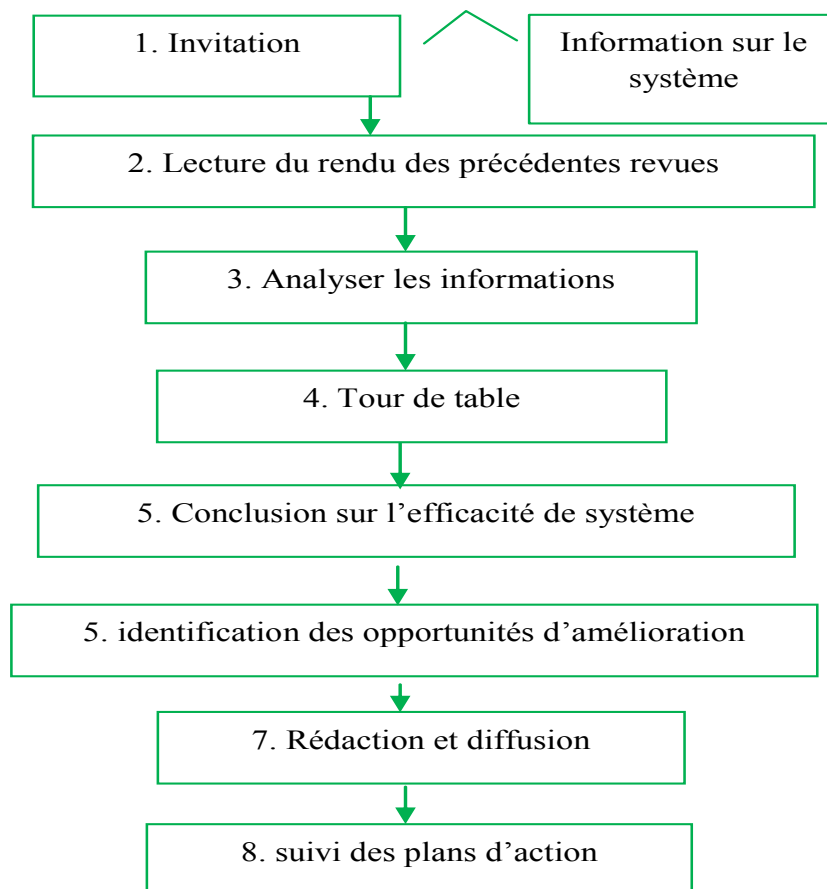 1. Invitation
Information sur le
système
2. Lecture du rendu des précédentes revues
3. Analyser les informations
4. Tour de table
5. Conclusion sur l’efficacité de système
5. identification des opportunités d’amélioration
7. Rédaction et diffusion
8. suivi des plans d’action